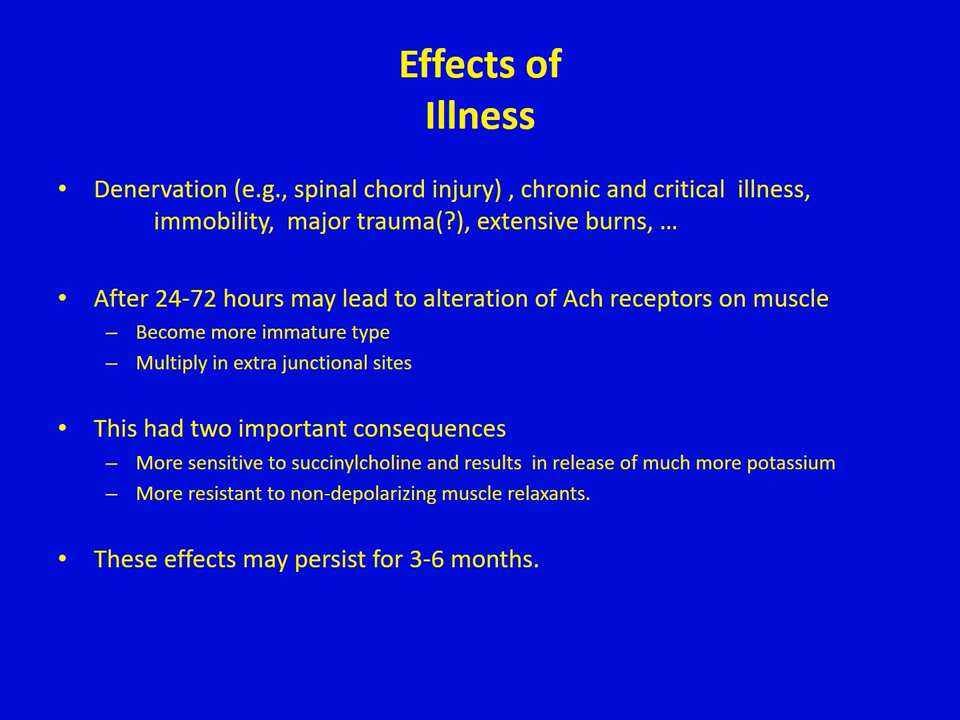 Effects of
Illness
• Denervation (e.g., spinal chord injury) , chronic and critical  illness,
immobility,  major trauma(?), extensive burns, …
• After 24-72 hours may lead to alteration of Ach receptors on muscle
– Become more immature type
– Multiply in extra junctional sites
• This had two important consequences
– More sensitive to succinylcholine and results  in release of much more potassium
– More resistant to non-depolarizing muscle relaxants.
• These effects may persist for 3-6 months.